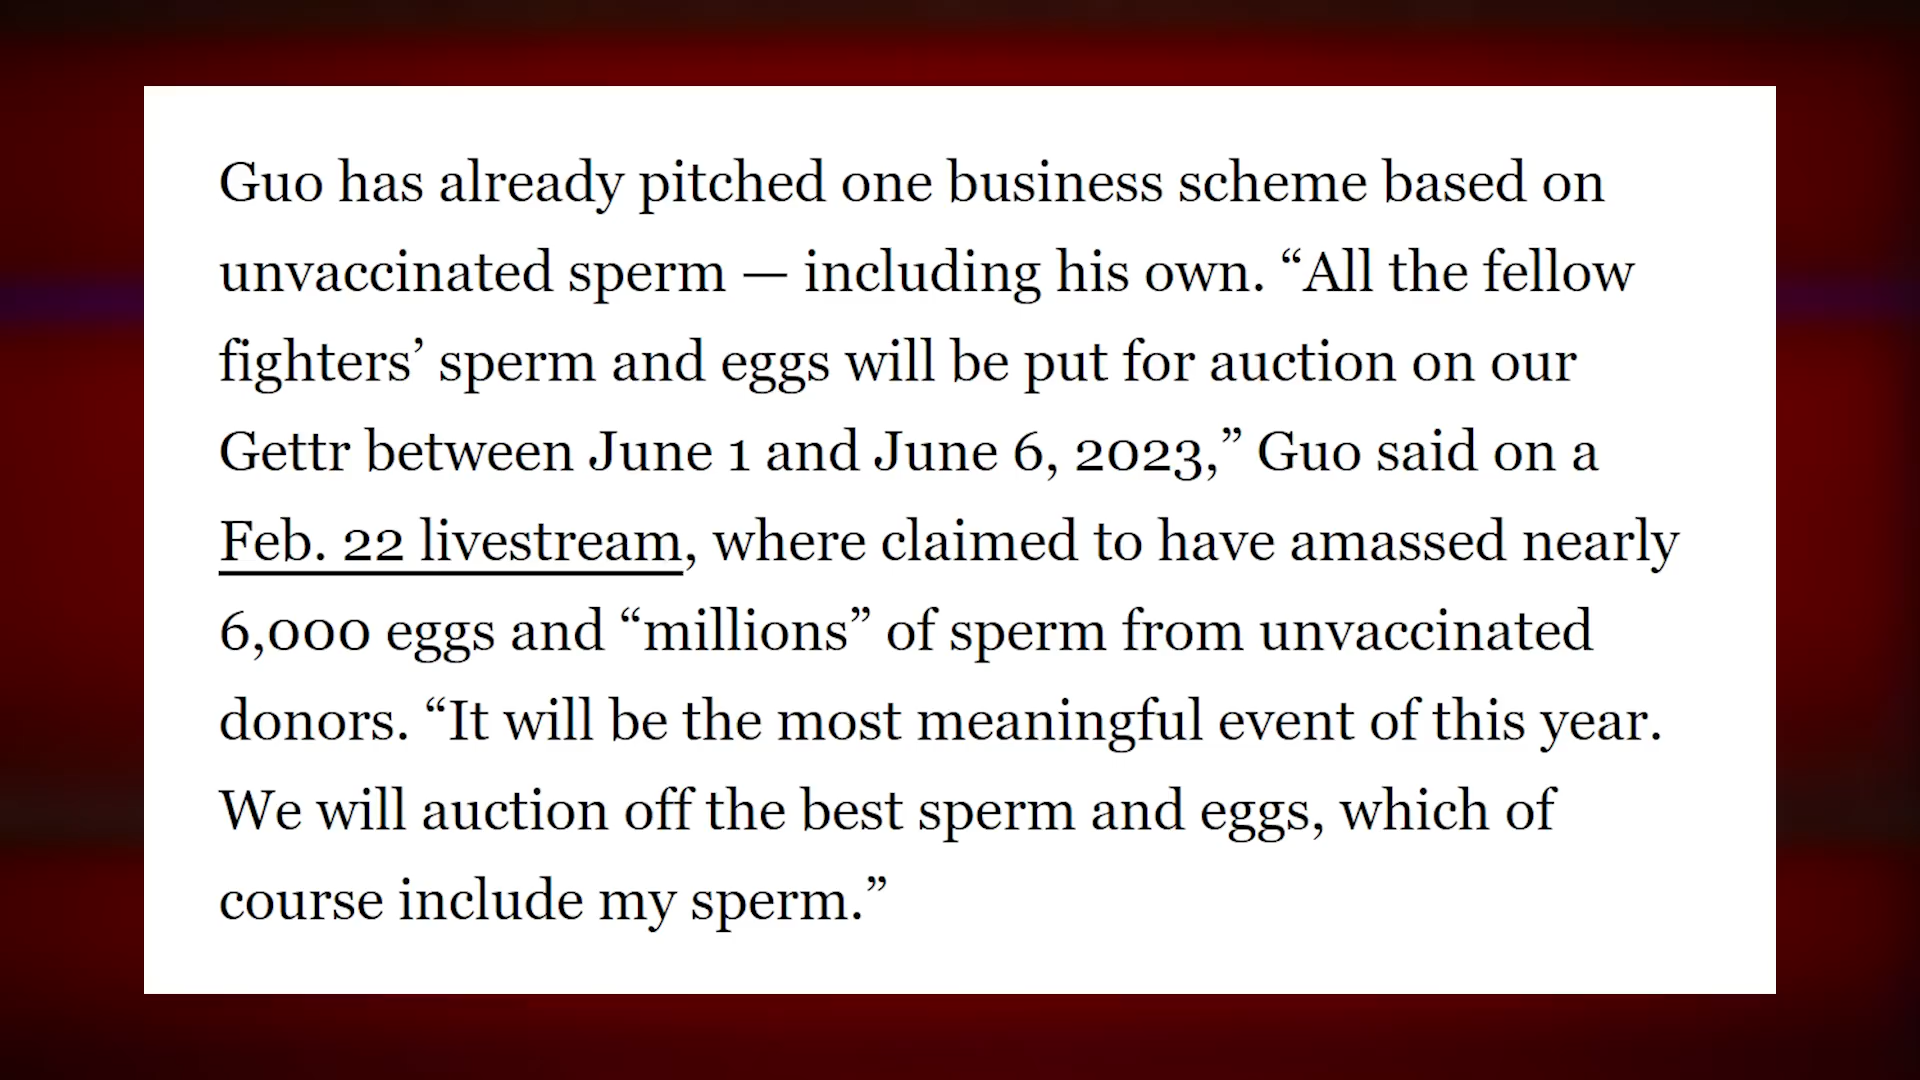 Guo has already pitched one business scheme based on
unvaccinated sperm — including his own. “All the fellow
fighters’ sperm and eggs will be put for auction on our
Gettr between June 1 and June 6, 2023,” Guo said on a
Feb. 22 livestream, where claimed to have amassed nearly
6,000 eggs and “millions” of sperm from unvaccinated
donors. “It will be the most meaningful event of this year.
We will auction off the best sperm and eggs, which of
course include my sperm.”